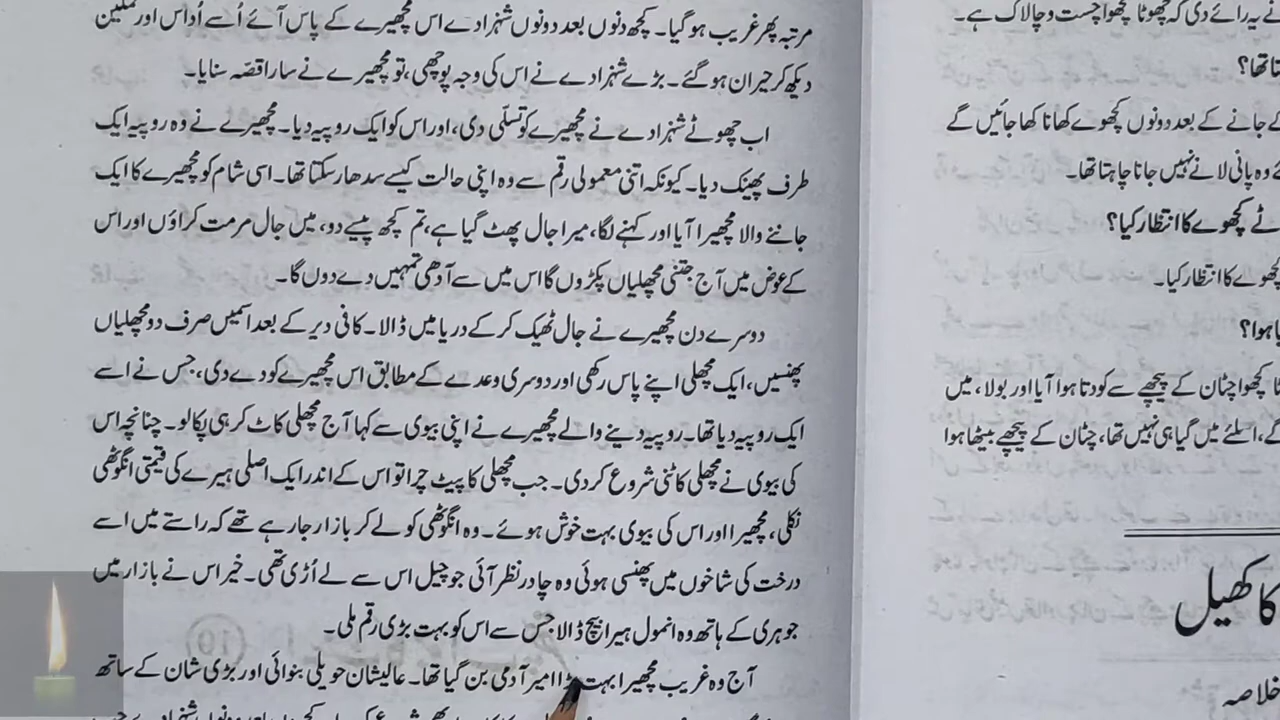 مرتبہ پھر غریب ہو گیا۔ کچھ دنوں بعد دونوں شہزادے اس مچھیرے کے پاس آئے اُسے اُداس اور غمگین
دیکھ کر حیران ہو گئے۔ بڑے شہزادے نے اس کی وجہ پوچھی، تو مچھیرے نے سارا قصّہ سنایا۔
اب چھوٹے شہزادے نے مچھیرے کو تسلّی دی، اور اس کو ایک روپیہ دیا۔ مچھیرے نے وہ روپیہ ایک
طرف پھینک دیا۔ کیونکہ اتنی معمولی رقم سے وہ اپنی حالت کیسے سدھار سکتا تھا۔ اسی شام کو مچھیرے کا ایک
جاننے والا مچھیرا آیا اور کہنے لگا، میرا جال پھٹ گیا ہے، تم کچھ پیسے دو، میں جال مرمت کراؤں اور اس
کے عوض میں آج جتنی مچھلیاں پکڑوں گا اس میں سے آدھی تمہیں دے دوں گا۔
دوسرے دن مچھیرے نے جال ٹھیک کر کے دریا میں ڈالا۔ کافی دیر کے بعد اسمیں صرف دو مچھلیاں
پھنسیں، ایک مچھلی اپنے پاس رکھی اور دوسری وعدے کے مطابق اس مچھیرے کو دے دی، جس نے اسے
ایک روپیہ دیا تھا۔ روپیہ دینے والے مچھیرے نے اپنی بیوی سے کہا آج مچھلی کاٹ کر ہی پکالو۔ چنانچہ اس
کی بیوی نے مچھلی کاٹنی شروع کر دی۔ جب مچھلی کا پیٹ چرا تو اس کے اندر ایک اصلی ہیرے کی قیمتی انگوٹھی
نکلی، مچھیرا اور اس کی بیوی بہت خوش ہوئے۔ وہ انگوٹھی کو لے کر بازار جا رہے تھے کہ راستے میں اسے
درخت کی شاخوں میں پھنسی ہوئی وہ چادر نظر آئی جو چیل اس سے لے اُڑی تھی۔ خیر اس نے بازار میں
جوہری کے ہاتھ وہ انمول ہیرا بیچ ڈالا جس سے اس کو بہت بڑی رقم ملی۔
آج وہ غریب مچھیرا بہت بڑا امیر آدمی بن گیا تھا۔ عالیشان حویلی بنوائی اور بڑی شان کے ساتھ
نے یہ رائے دی کہ چھوٹا کچھوا چست و چالاک ہے۔
تا تھا؟
کے جانے کے بعد دونوں کچھوے کھانا کھا جائیں گے
وہ پانی لانے نہیں جانا چاہتا تھا۔
ٹے کچھوے کا انتظار کیا؟
کچھوے کا انتظار کیا۔
ہوا؟
کچھوا چٹان کے پیچھے سے کودتا ہوا آیا اور بولا، میں
گے، اسلئے میں گیا ہی نہیں تھا، چٹان کے پیچھے بیٹھا ہوا
کا کھیل
خلاصہ
10